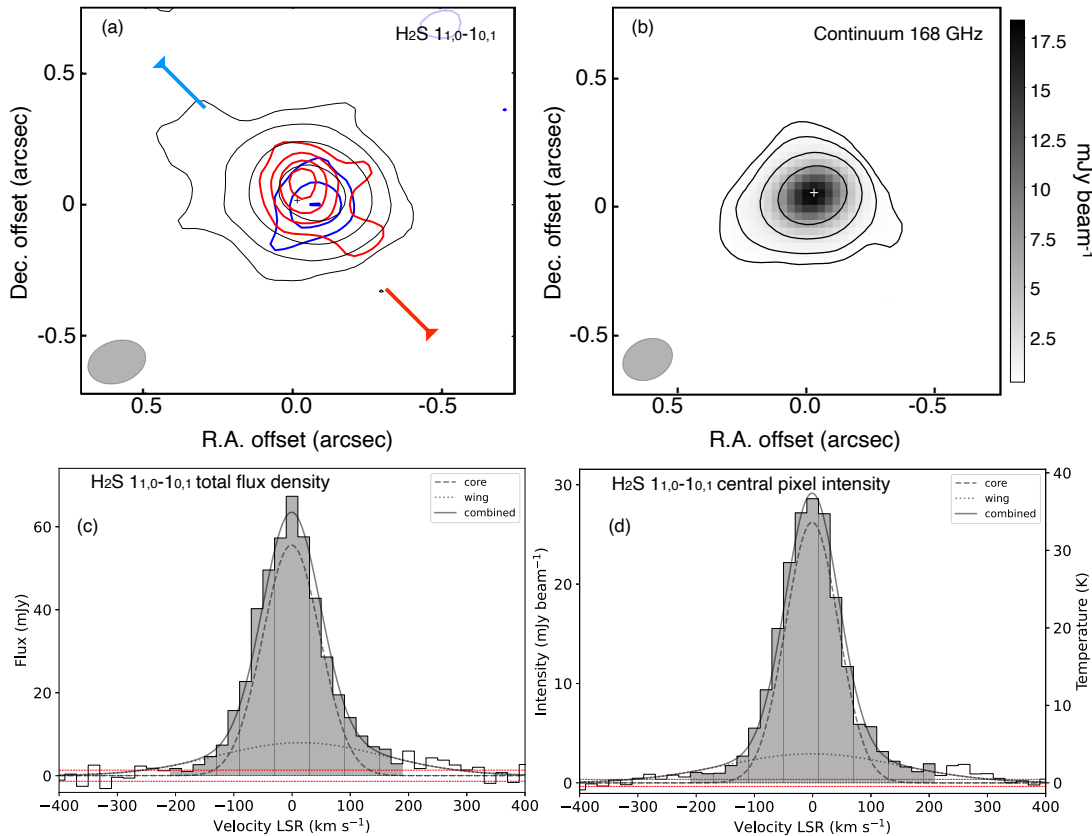 (a)
H₂S 1₁,₀-1₀,₁
0.5
0
-0.5
0.5
0.0
-0.5
Dec. offset (arcsec)
R.A. offset (arcsec)
(b)
Continuum 168 GHz
0.5
0
-0.5
0.5
0.0
-0.5
Dec. offset (arcsec)
R.A. offset (arcsec)
17.5
15
12.5
10
7.5
5
2.5
mJy beam⁻¹
H₂S 1₁,₀-1₀,₁ total flux density
(c)
core
wing
combined
60
40
20
0
Flux (mJy)
−400
−300
−200
−100
0
100
200
300
400
Velocity LSR (km s⁻¹)
H₂S 1₁,₀-1₀,₁ central pixel intensity
(d)
core
wing
combined
30
25
20
15
10
5
0
Intensity (mJy beam⁻¹)
40
30
20
10
0
Temperature (K)
−400
−300
−200
−100
0
100
200
300
400
Velocity LSR (km s⁻¹)